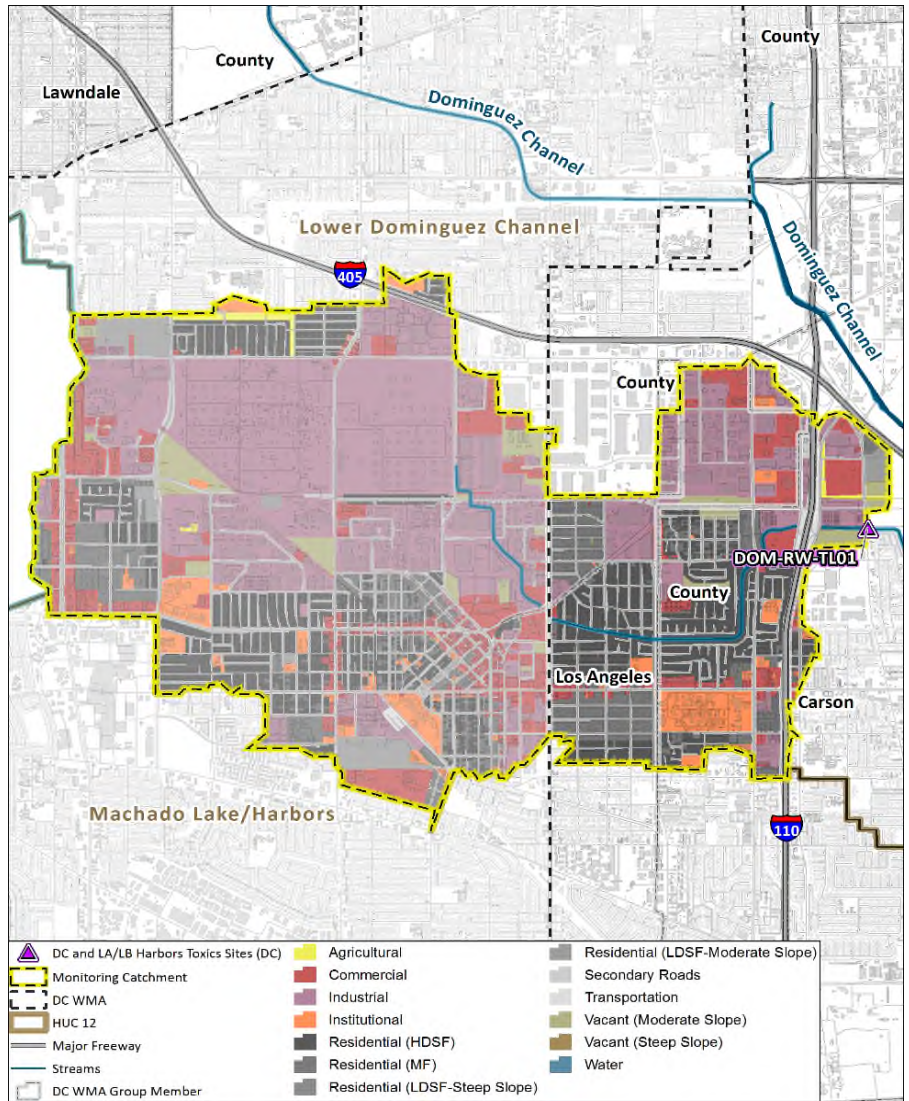 County
County
Lawndale
Dominguez Channel
Lower Dominguez Channel
Dominguez Channel
405
County
DOM-RW-TL01
County
Los Angeles
Carson
Machado Lake/Harbors
110
DC and LA/LB Harbors Toxics Sites (DC)
Monitoring Catchment
DC WMA
HUC 12
Major Freeway
Streams
DC WMA Group Member
Agricultural
Commercial
Industrial
Institutional
Residential (HDSF)
Residential (MF)
Residential (LDSF-Steep Slope)
Residential (LDSF-Moderate Slope)
Secondary Roads
Transportation
Vacant (Moderate Slope)
Vacant (Steep Slope)
Water